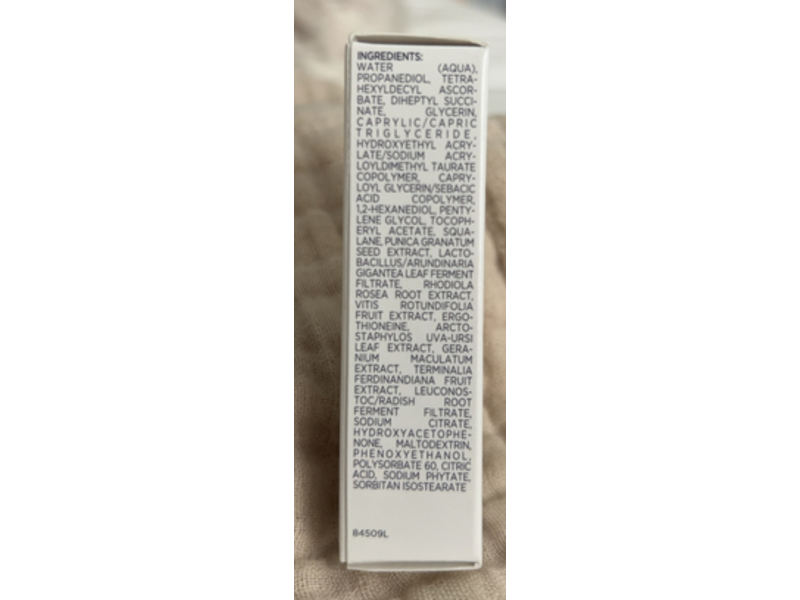 INGREDIENTS:
WATER (AQUA),
PROPANEDIOL, TETRA-
HEXYLDECYL ASCOR-
BATE, DIHEPTYL SUCCI-
NATE, GLYCERIN,
CAPRYLIC/CAPRIC
TRIGLYCERIDE,
HYDROXYETHYL ACRY-
LATE/SODIUM ACRY-
LOYLDIMETHYL TAURATE
COPOLYMER, CAPRY-
LOYL GLYCERIN/SEBACIC
ACID COPOLYMER,
1,2-HEXANEDIOL, PENTY-
LENE GLYCOL, TOCOPH-
ERYL ACETATE, SQUA-
LANE, PUNICA GRANATUM
SEED EXTRACT, LACTO-
BACILLUS/ARUNDINARIA
GIGANTEA LEAF FERMENT
FILTRATE, RHODIOLA
ROSEA ROOT EXTRACT,
VITIS ROTUNDIFOLIA
FRUIT EXTRACT, ERGO-
THIONEINE, ARCTO-
STAPHYLOS UVA-URSI
LEAF EXTRACT, GERA-
NIUM MACULATUM
EXTRACT, TERMINALIA
FERDINANDIANA FRUIT
EXTRACT, LEUCONOS-
TOC/RADISH ROOT
FERMENT FILTRATE,
SODIUM CITRATE,
HYDROXYACETOPHE-
NONE, MALTODEXTRIN,
PHENOXYETHANOL,
POLYSORBATE 60, CITRIC
ACID, SODIUM PHYTATE,
SORBITAN ISOSTEARATE
84509L